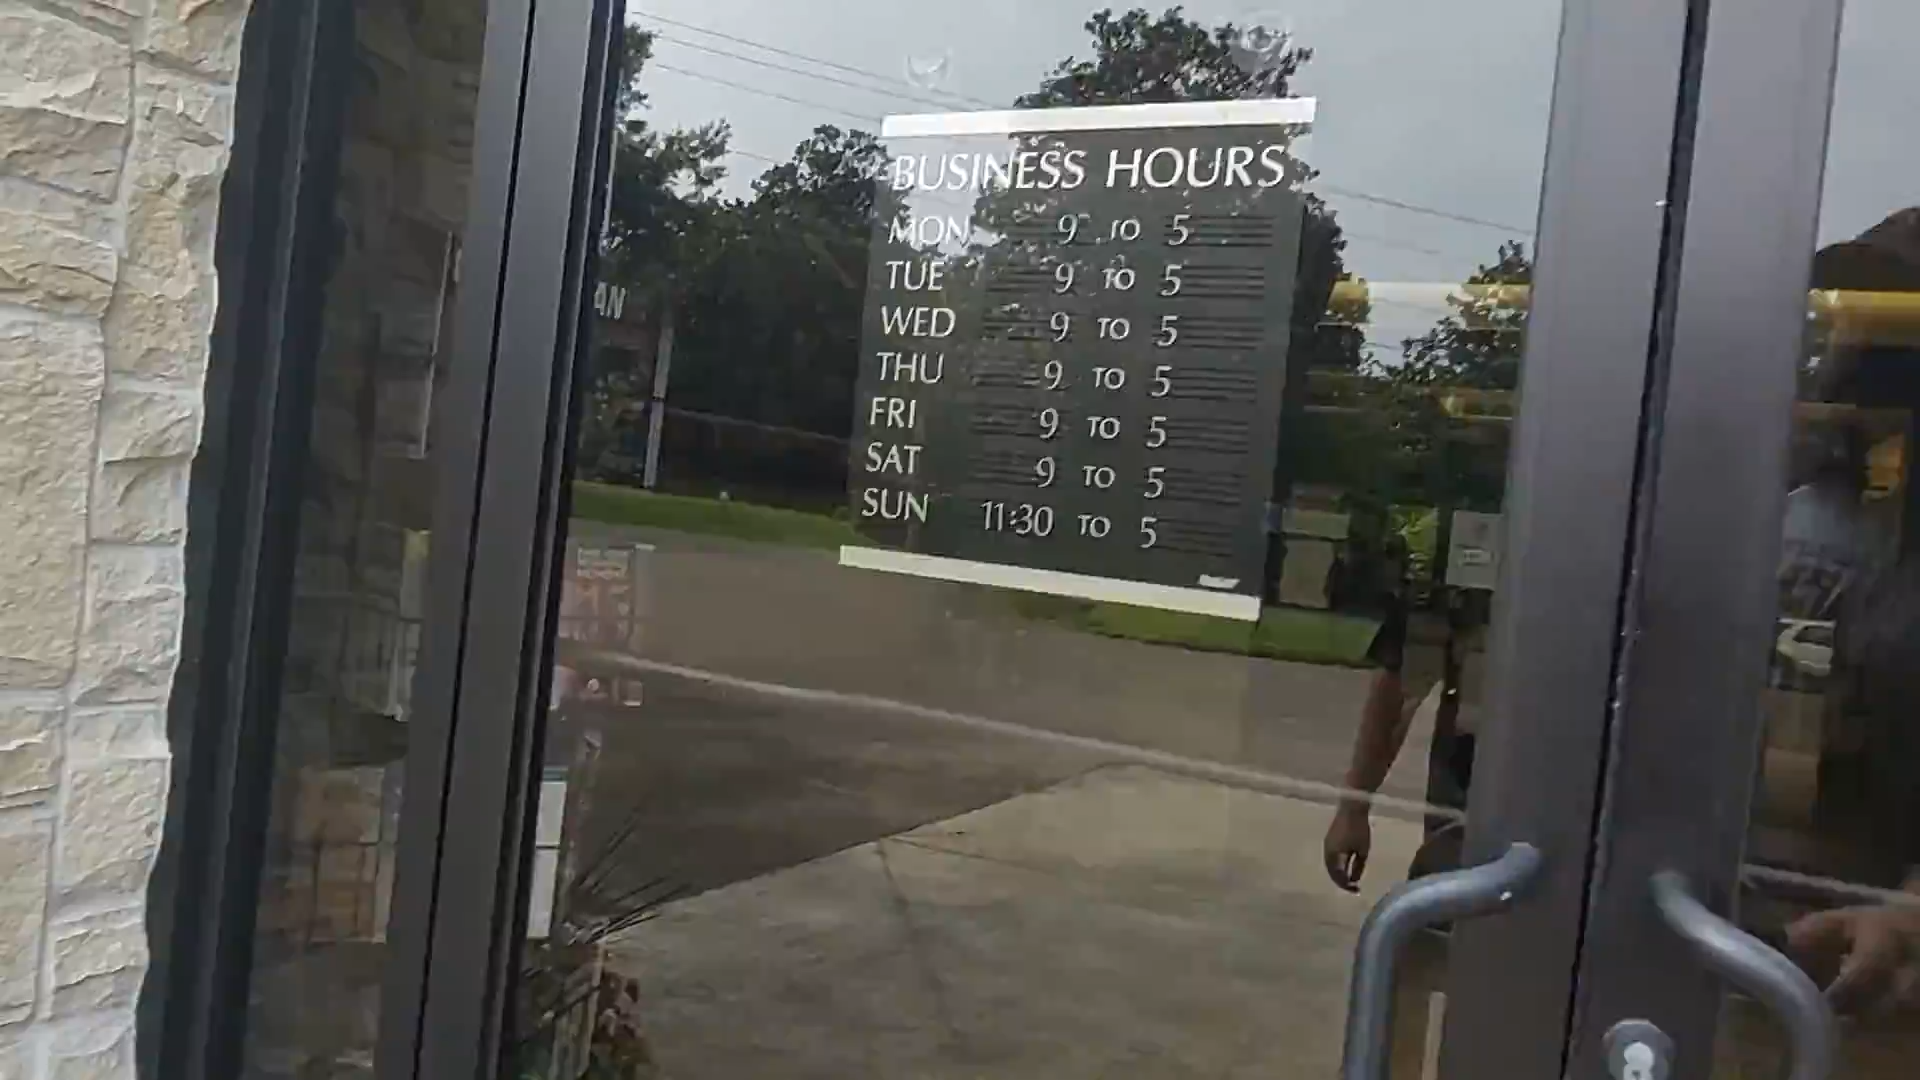 BUSINESS HOURS
MON 9 TO 5
TUE 9 TO 5
WED 9 TO 5
THU 9 TO 5
FRI 9 TO 5
SAT 9 TO 5
SUN 11:30 TO 5
AN